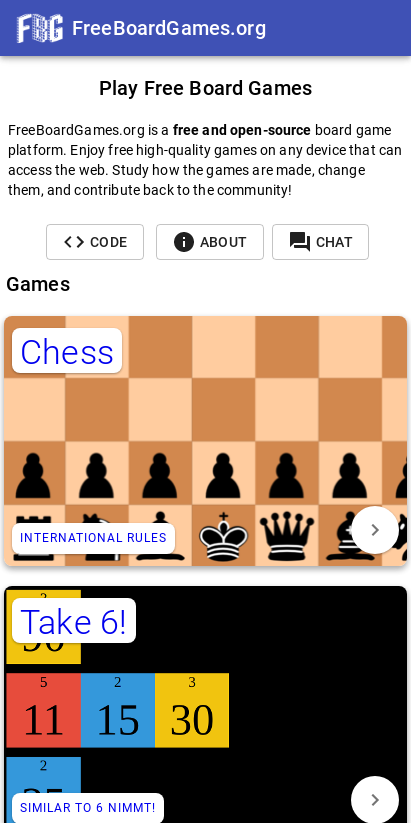 FBG FreeBoardGames.org
Play Free Board Games
FreeBoardGames.org is a free and open-source board game
platform. Enjoy free high-quality games on any device that can
access the web. Study how the games are made, change
them, and contribute back to the community!
CODE ABOUT CHAT
Games
Chess
INTERNATIONAL RULES
Take 6!
5 2 3
11 15 30
2
SIMILAR TO 6 NIMMT!